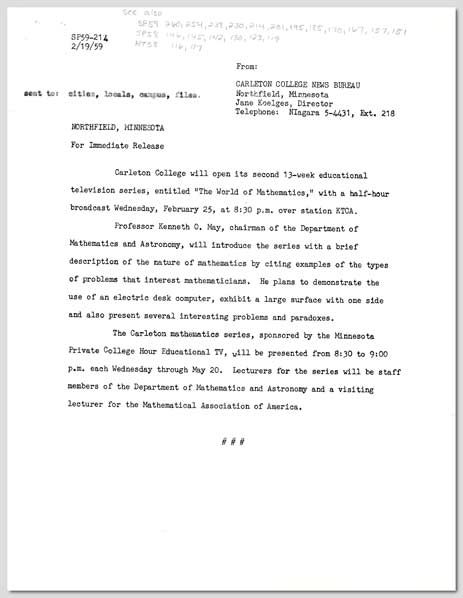 see also
SP59 260, 254, 238, 230, 214, 201, 195, 185, 170, 167, 157, 151
SP58 146, 145, 142, 130, 123, 119
NT58 116, 117
SP59-214
2/19/59
From:
CARLETON COLLEGE NEWS BUREAU
sent to: cities, locals, campus, files.
Northfield, Minnesota
Jane Koelges, Director
Telephone: NIagara 5-4431, Ext. 218
NORTHFIELD, MINNESOTA
For Immediate Release
Carleton College will open its second 13-week educational
television series, entitled "The World of Mathematics," with a half-hour
broadcast Wednesday, February 25, at 8:30 p.m. over station KTCA.
Professor Kenneth O. May, chairman of the Department of
Mathematics and Astronomy, will introduce the series with a brief
description of the nature of mathematics by citing examples of the types
of problems that interest mathematicians. He plans to demonstrate the
use of an electric desk computer, exhibit a large surface with one side
and also present several interesting problems and paradoxes.
The Carleton mathematics series, sponsored by the Minnesota
Private College Hour Educational TV, will be presented from 8:30 to 9:00
p.m. each Wednesday through May 20. Lecturers for the series will be staff
members of the Department of Mathematics and Astronomy and a visiting
lecturer for the Mathematical Association of America.
# # #